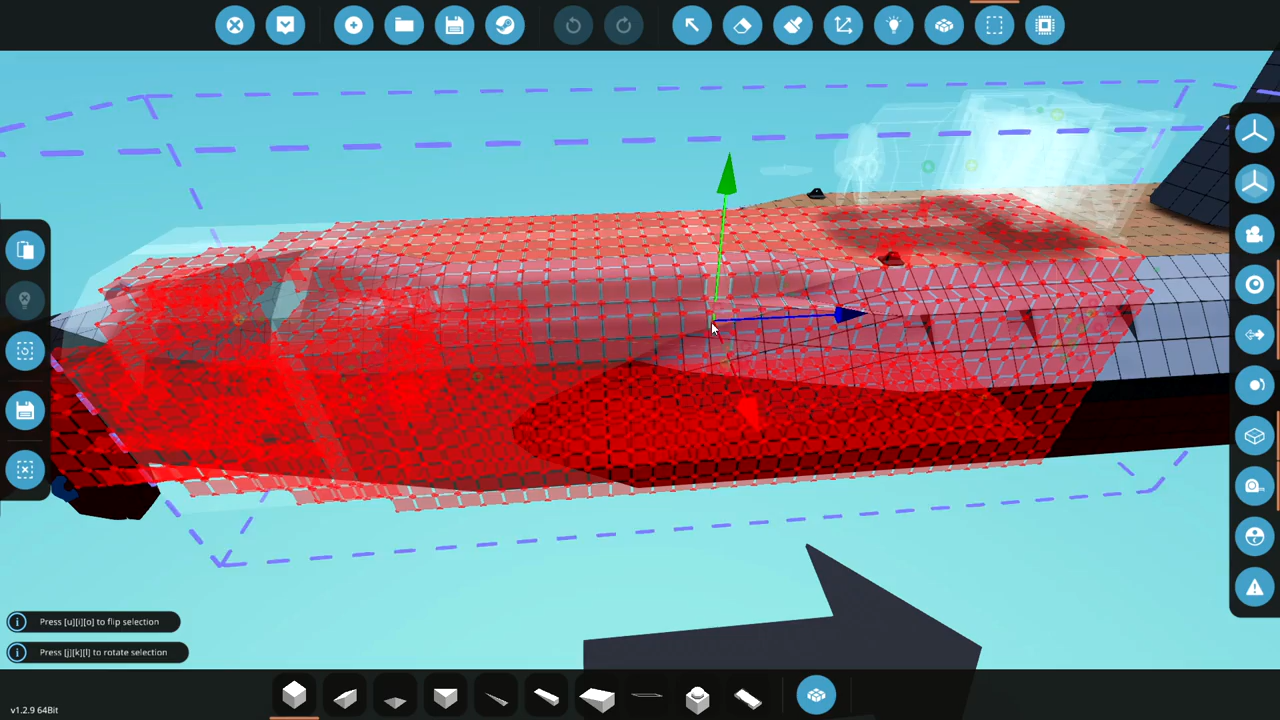 Press [u][i][o] to flip selection
Press [j][k][l] to rotate selection
v1.2.9 64Bit